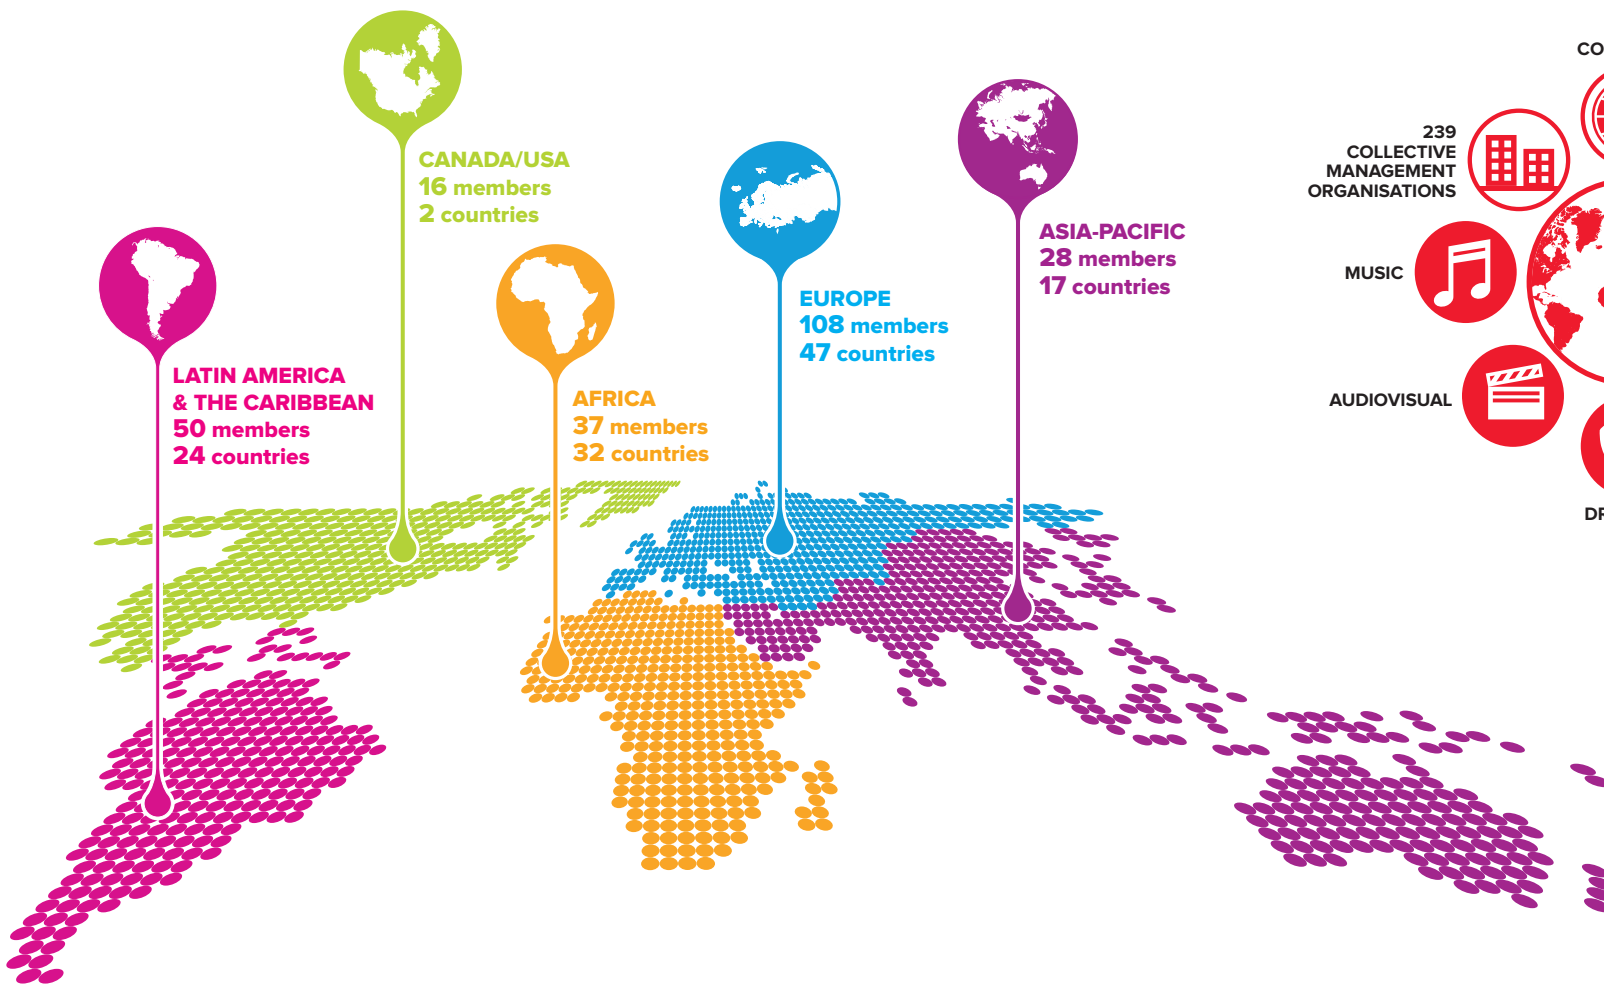 CANADA/USA
16 members
2 countries
LATIN AMERICA
& THE CARIBBEAN
50 members
24 countries
AFRICA
37 members
32 countries
EUROPE
108 members
47 countries
ASIA-PACIFIC
28 members
17 countries
239
COLLECTIVE
MANAGEMENT
ORGANISATIONS
MUSIC
AUDIOVISUAL